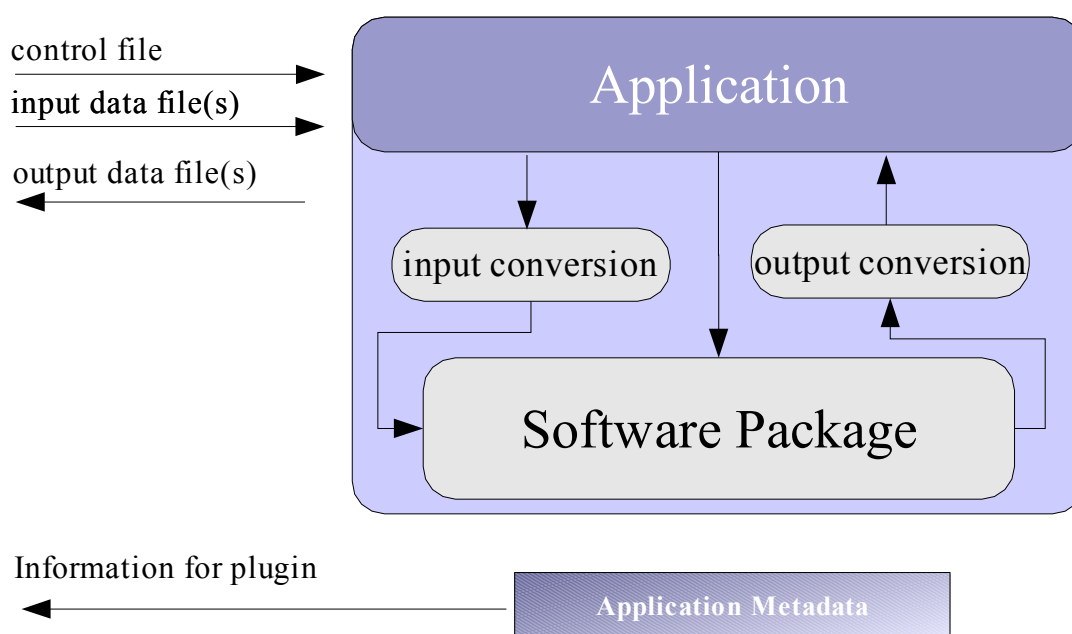 control file
input data file(s)
output data file(s)
Application
input conversion
output conversion
Software Package
Information for plugin
Application Metadata